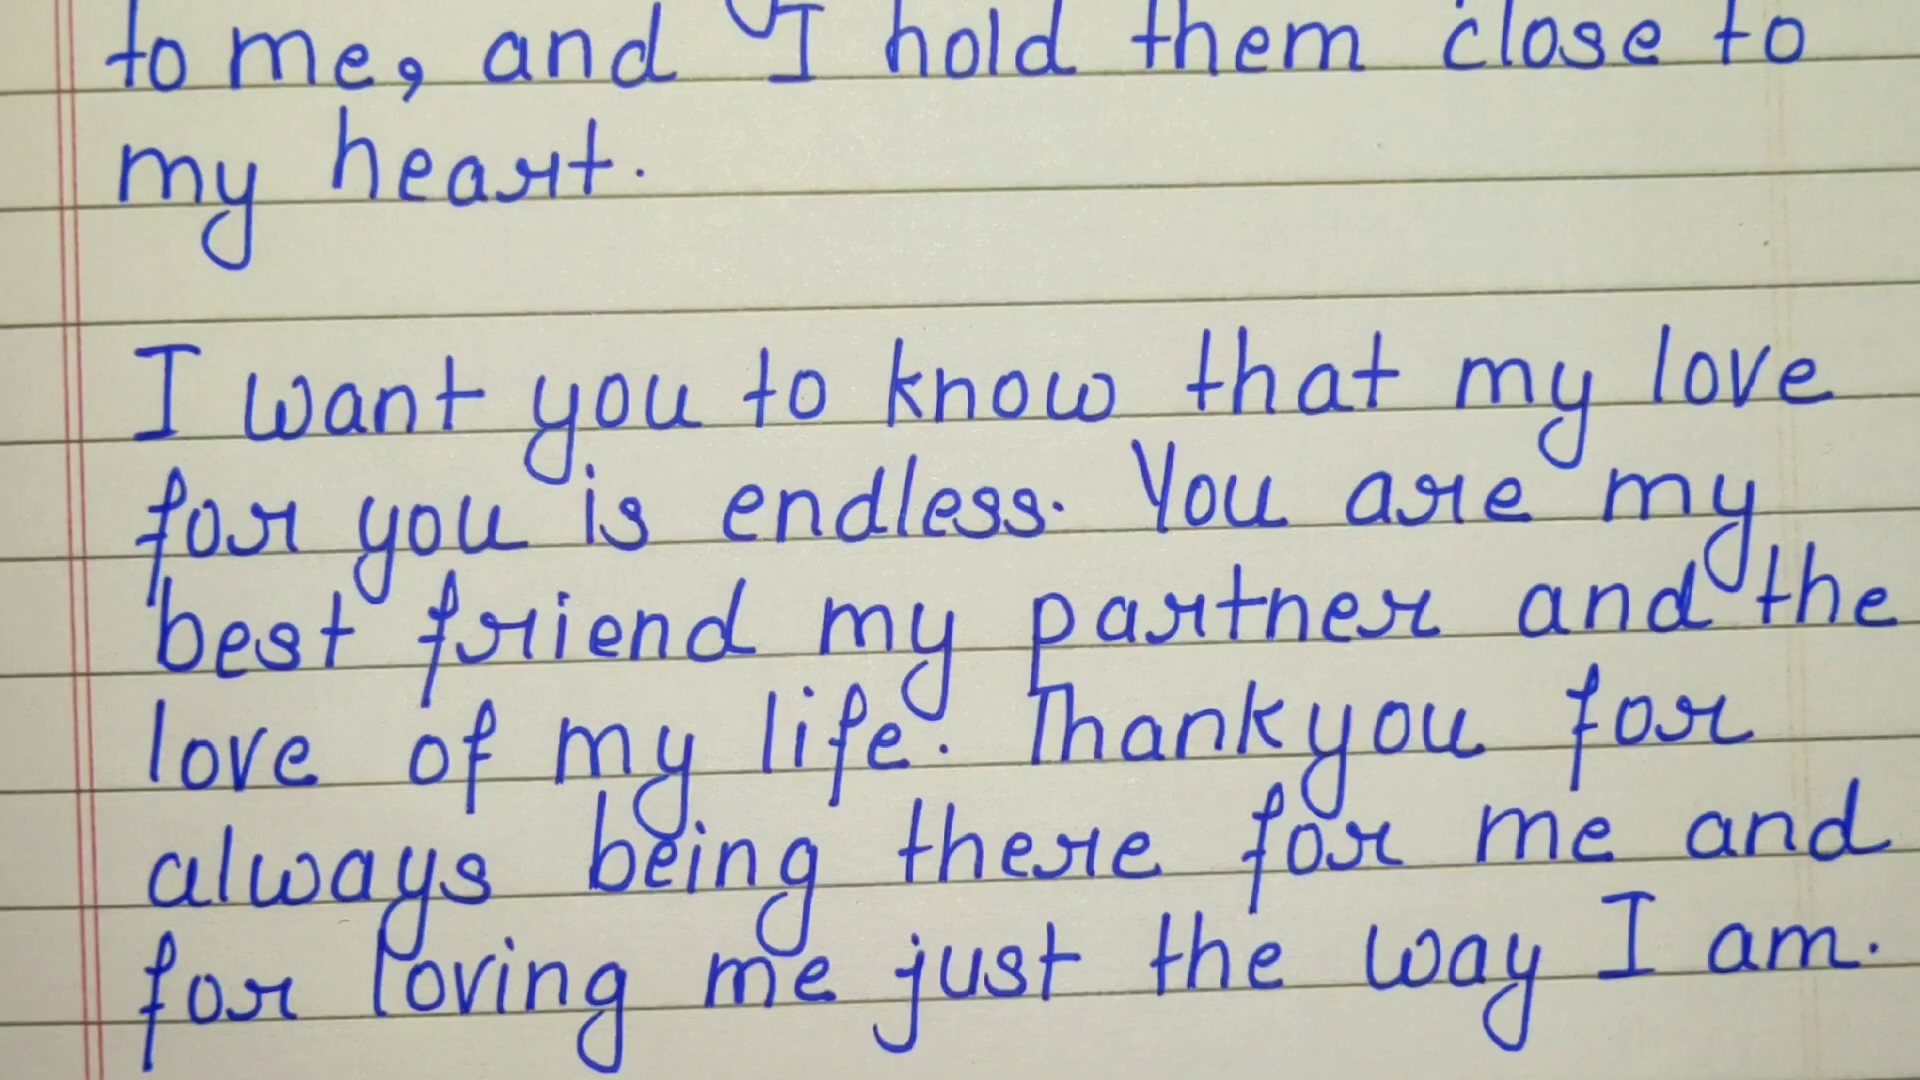 to me, and I hold them close to
my heart.
I want you to know that my love
for you is endless. You are my
best friend my partner and the
love of my life. Thankyou for
always being there for me and
for loving me just the way I am.